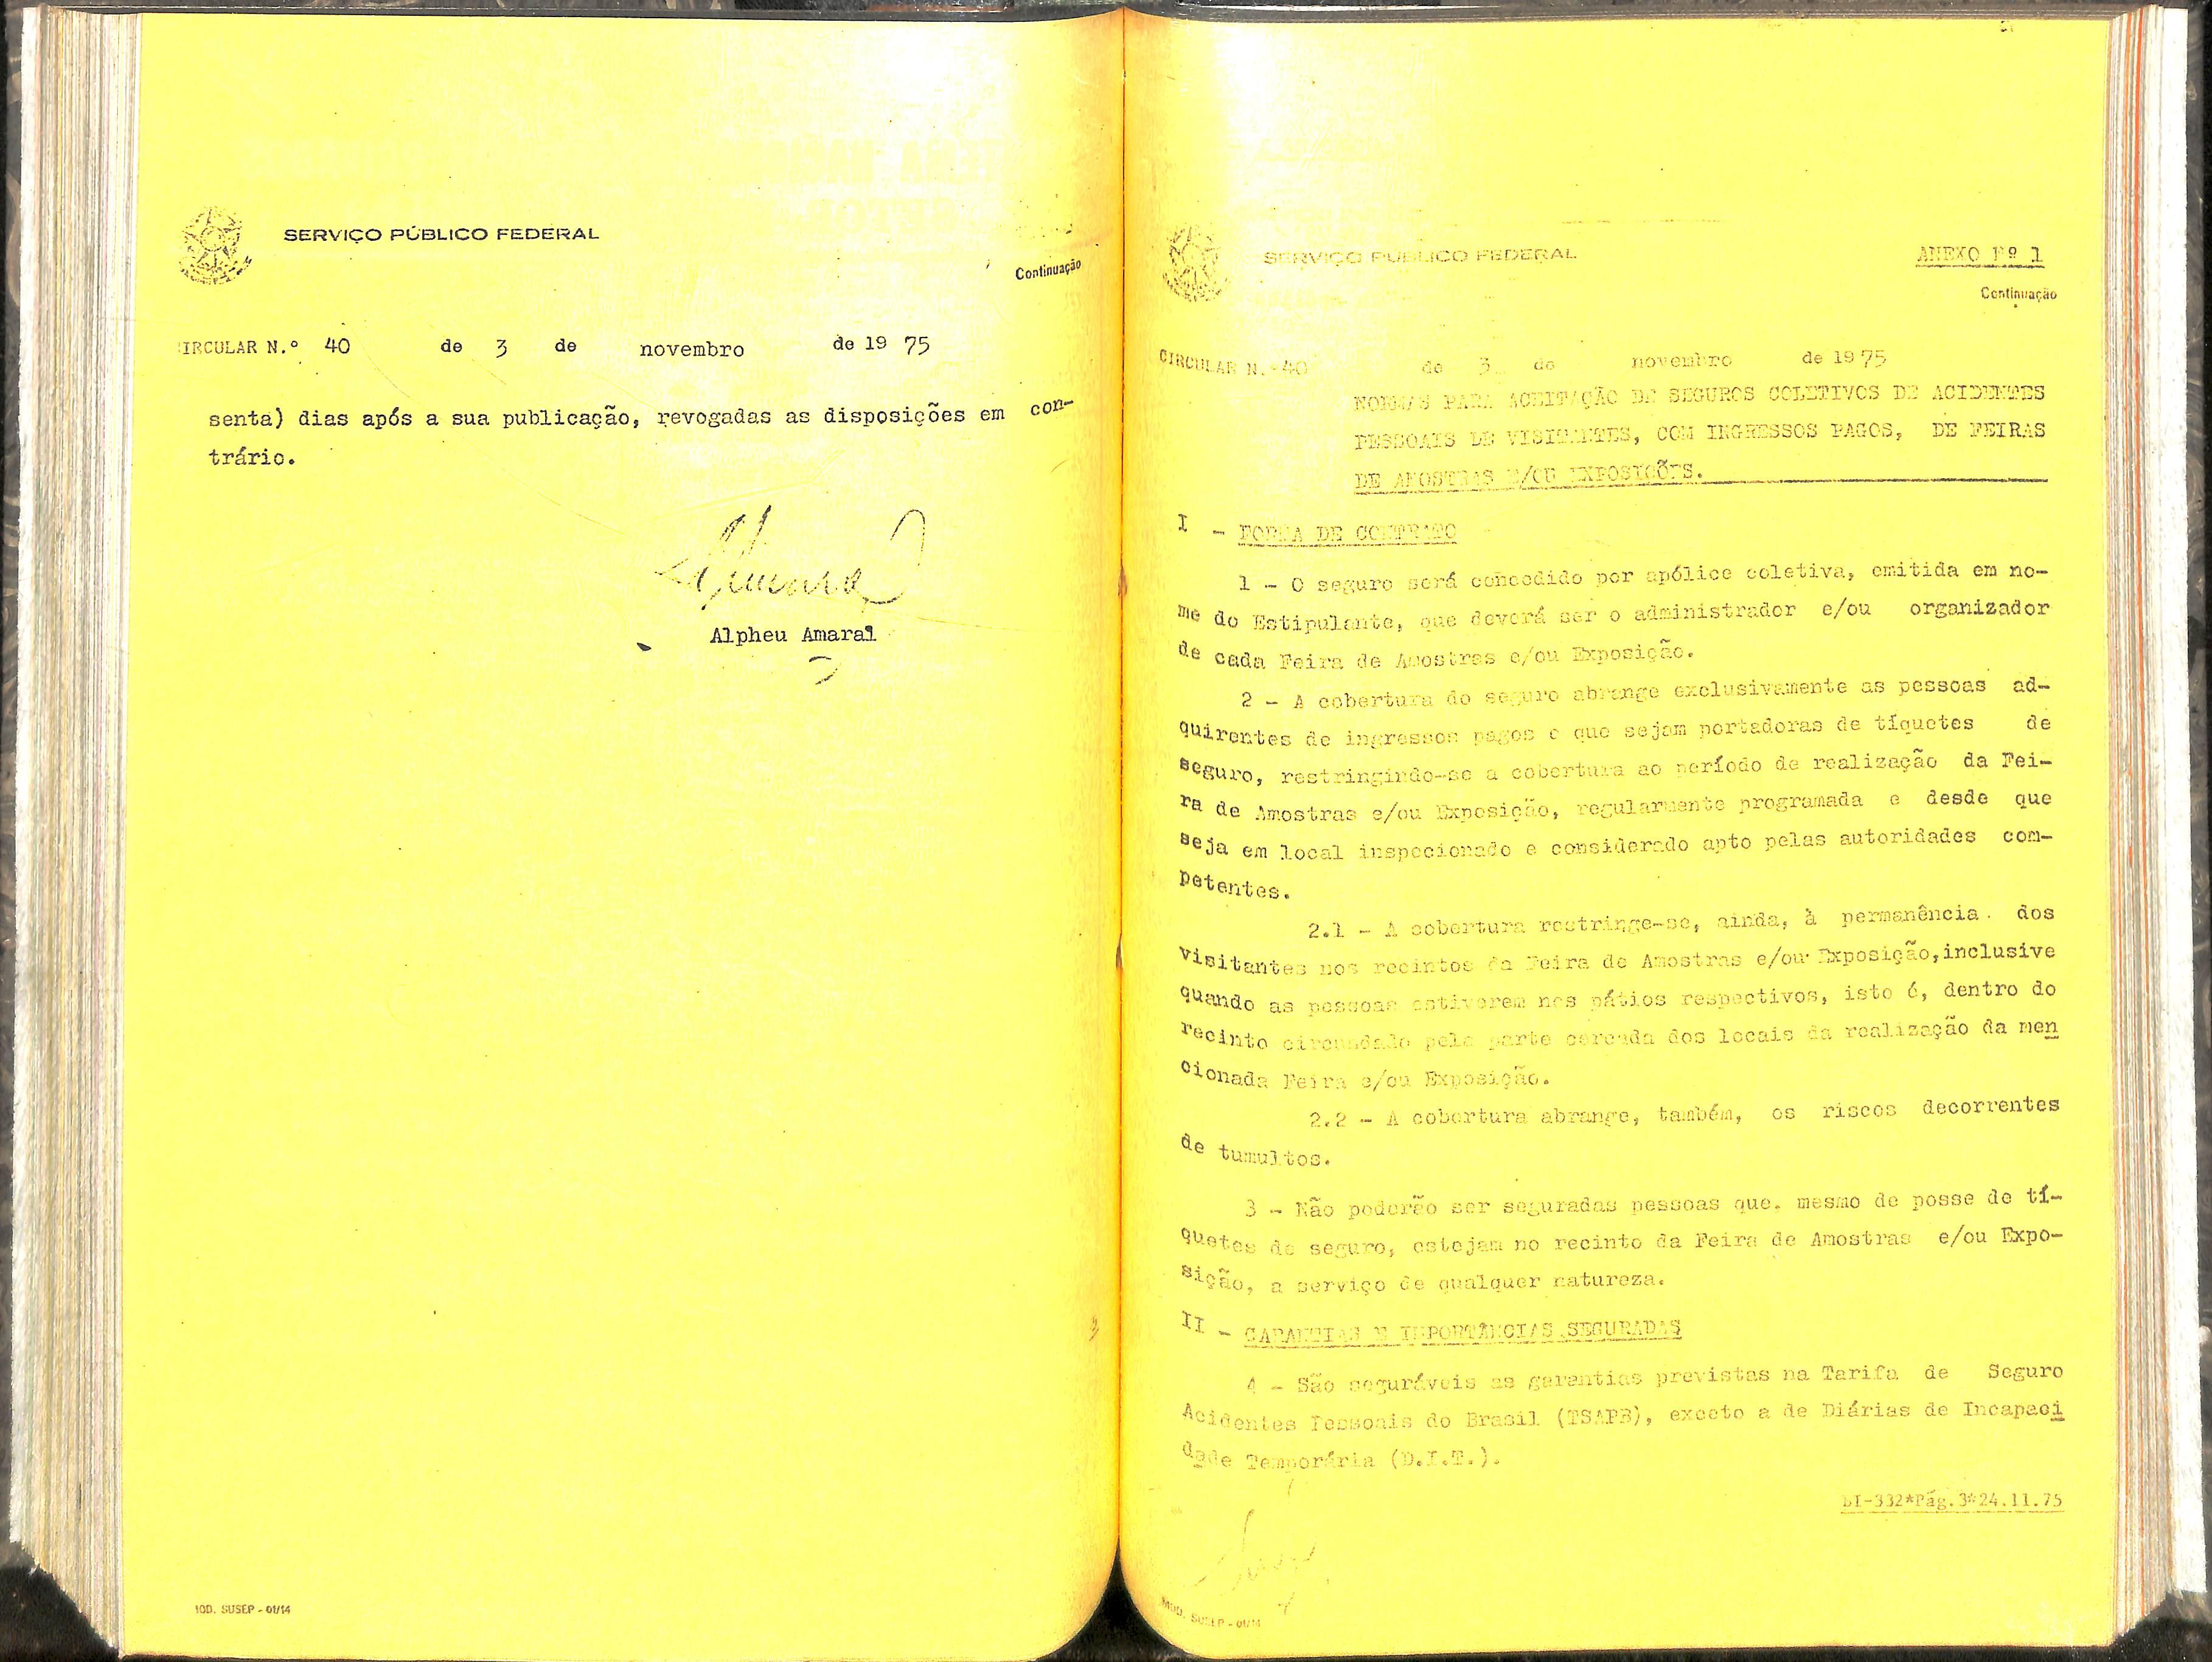 SERVIÇO PÚBLICO FEDERAL
Continuação
CIRCULAR N.º 40 de 3 de novembro de 19 75
senta) dias após a sua publicação, revogadas as disposições em con-
trário.
Alpheu Amaral
MOD. SUSEP - 01/14
SERVIÇO PÚBLICO FEDERAL
ANEXO Nº 1
Continuação
CIRCULAR N. 40 de 3 de novembro de 19 75
NORMAS PARA ACEITAÇÃO DE SEGUROS COLETIVOS DE ACIDENTES
PESSOAIS DE VISITANTES, COM INGRESSOS PAGOS, DE FEIRAS
DE AMOSTRAS E/OU EXPOSIÇÕES.
I - FORMA DE CONTRATO
1 - O seguro será concedido por apólice coletiva, emitida em no-
me do Estipulante, que deverá ser o administrador e/ou organizador
de cada Feira de Amostras e/ou Exposição.
2 - A cobertura do seguro abrange exclusivamente as pessoas ad-
quirentes de ingressos pagos e que sejam portadoras de tíquetes de
seguro, restringindo-se a cobertura ao período de realização da Fei-
ra de Amostras e/ou Exposição, regularmente programada e desde que
seja em local inspecionado e considerado apto pelas autoridades com-
petentes.
2.1 - A cobertura restringe-se, ainda, à permanência dos
visitantes nos recintos da Feira de Amostras e/ou Exposição,inclusive
quando as pessoas estiverem nos pátios respectivos, isto é, dentro do
recinto circundado pela parte cercada dos locais da realização da men
cionada Feira e/ou Exposição.
2.2 - A cobertura abrange, também, os riscos decorrentes
de tumultos.
3 - Não poderão ser seguradas pessoas que. mesmo de posse de tí-
quetes de seguro, estejam no recinto da Feira de Amostras e/ou Expo-
sição, a serviço de qualquer natureza.
II - GARANTIAS E IMPORTÂNCIAS SEGURADAS
4 - São seguráveis as garantias previstas na Tarifa de Seguro
Acidentes Pessoais do Brasil (TSAPB), exceto a de Diárias de Incapaci
dade Temporária (D.I.T.).
BI-332*Pág.3*24.11.75
MOD. SUSEP - 01/14